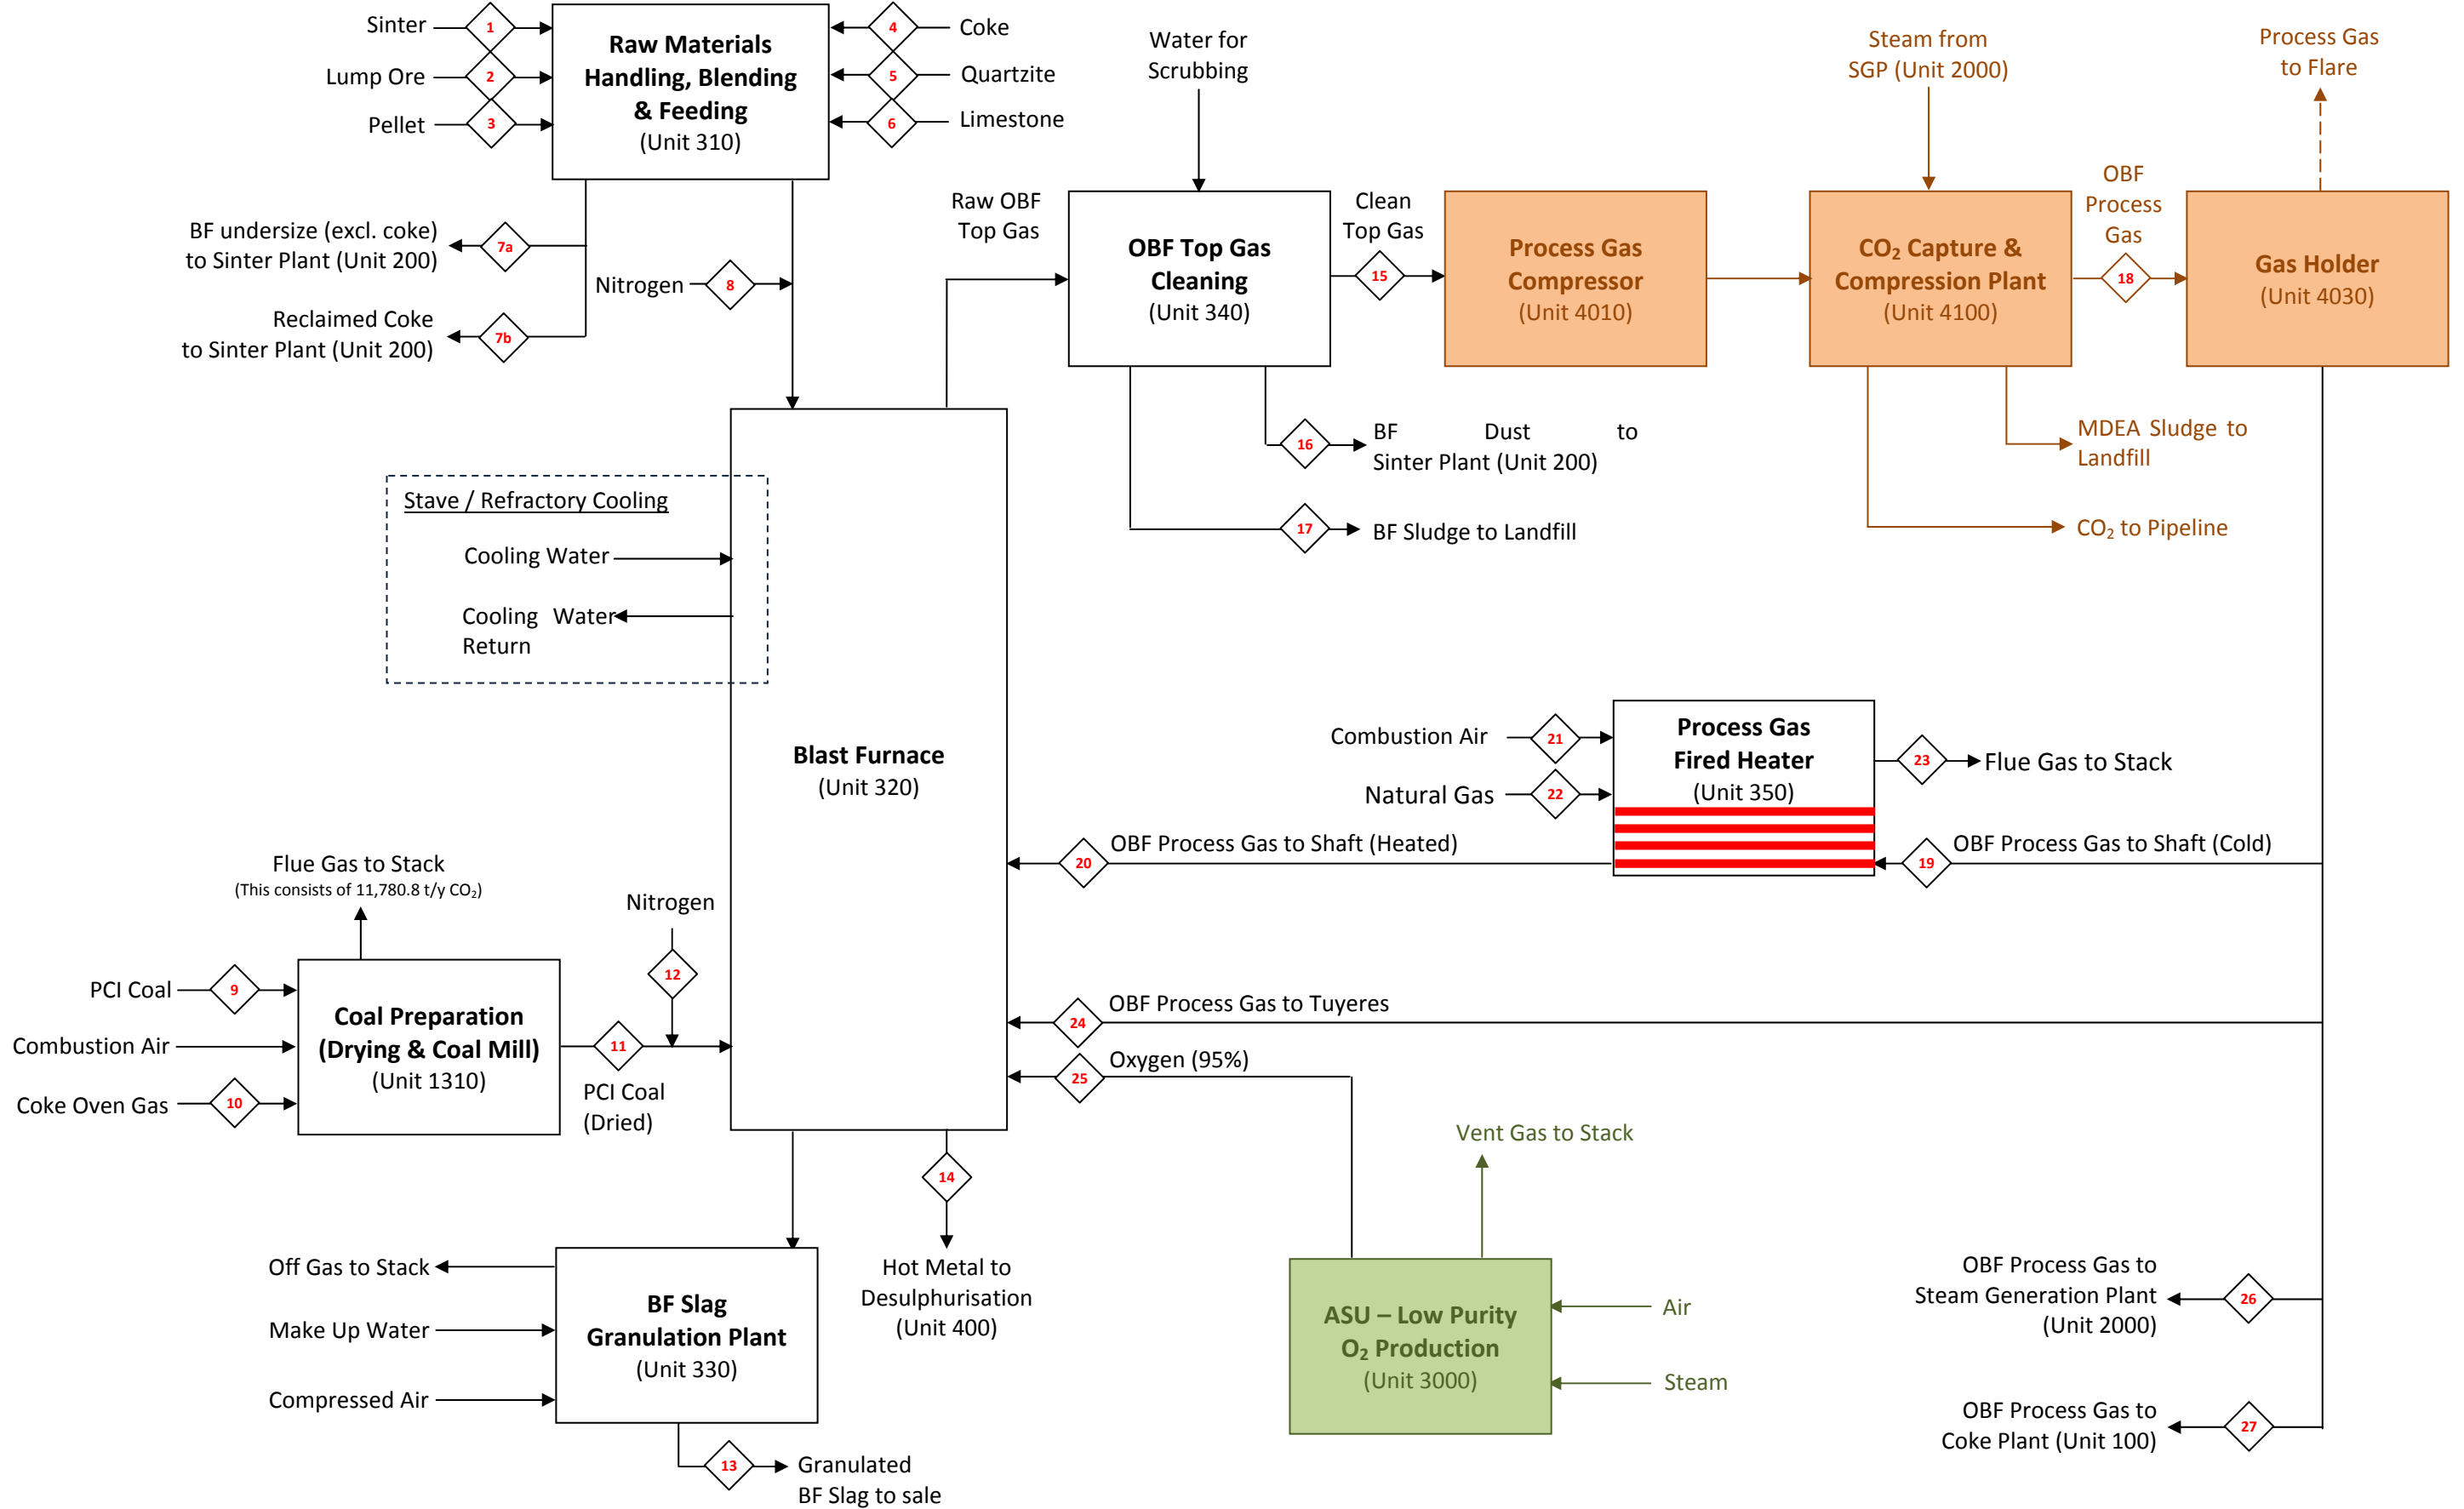 Sinter
1
Lump Ore
2
Pellet
3
Raw Materials
Handling, Blending
& Feeding
(Unit 310)
4
Coke
5
Quartzite
6
Limestone
BF undersize (excl. coke)
to Sinter Plant (Unit 200)
7a
Reclaimed Coke
to Sinter Plant (Unit 200)
7b
Nitrogen
8
Raw OBF
Top Gas
Water for
Scrubbing
OBF Top Gas
Cleaning
(Unit 340)
Clean
Top Gas
15
Process Gas
Compressor
(Unit 4010)
Steam from
SGP (Unit 2000)
CO₂ Capture &
Compression Plant
(Unit 4100)
OBF
Process
Gas
18
Process Gas
to Flare
Gas Holder
(Unit 4030)
16
BF Dust to
Sinter Plant (Unit 200)
17
BF Sludge to Landfill
MDEA Sludge to
Landfill
CO₂ to Pipeline
Stave / Refractory Cooling
Cooling Water
Cooling Water
Return
Blast Furnace
(Unit 320)
Combustion Air
21
Natural Gas
22
Process Gas
Fired Heater
(Unit 350)
23
Flue Gas to Stack
20
OBF Process Gas to Shaft (Heated)
19
OBF Process Gas to Shaft (Cold)
Flue Gas to Stack
(This consists of 11,780.8 t/y CO₂)
Nitrogen
12
PCI Coal
9
Combustion Air
Coke Oven Gas
10
Coal Preparation
(Drying & Coal Mill)
(Unit 1310)
11
PCI Coal
(Dried)
24
OBF Process Gas to Tuyeres
25
Oxygen (95%)
Vent Gas to Stack
14
Hot Metal to
Desulphurisation
(Unit 400)
Off Gas to Stack
Make Up Water
Compressed Air
BF Slag
Granulation Plant
(Unit 330)
13
Granulated
BF Slag to sale
ASU – Low Purity
O₂ Production
(Unit 3000)
Air
Steam
OBF Process Gas to
Steam Generation Plant
(Unit 2000)
26
OBF Process Gas to
Coke Plant (Unit 100)
27